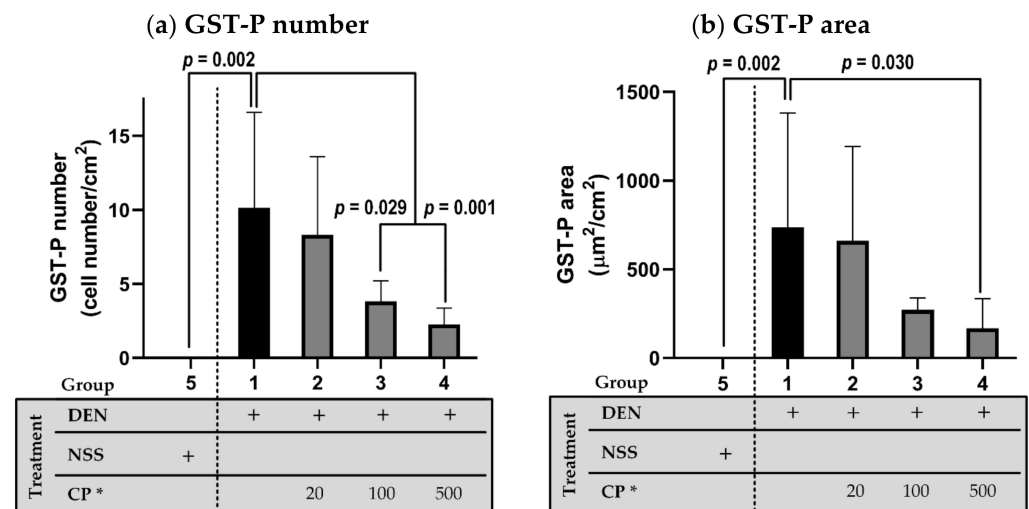 (a) GST-P number
p = 0.002
p = 0.029 p = 0.001
GST-P number
(cell number/cm²)
15
10
5
0
Group 5 1 2 3 4
Treatment
DEN + + + +
NSS +
CP * 20 100 500
(b) GST-P area
p = 0.002 p = 0.030
GST-P area
(µm²/cm²)
1500
1000
500
0
Group 5 1 2 3 4
Treatment
DEN + + + +
NSS +
CP * 20 100 500